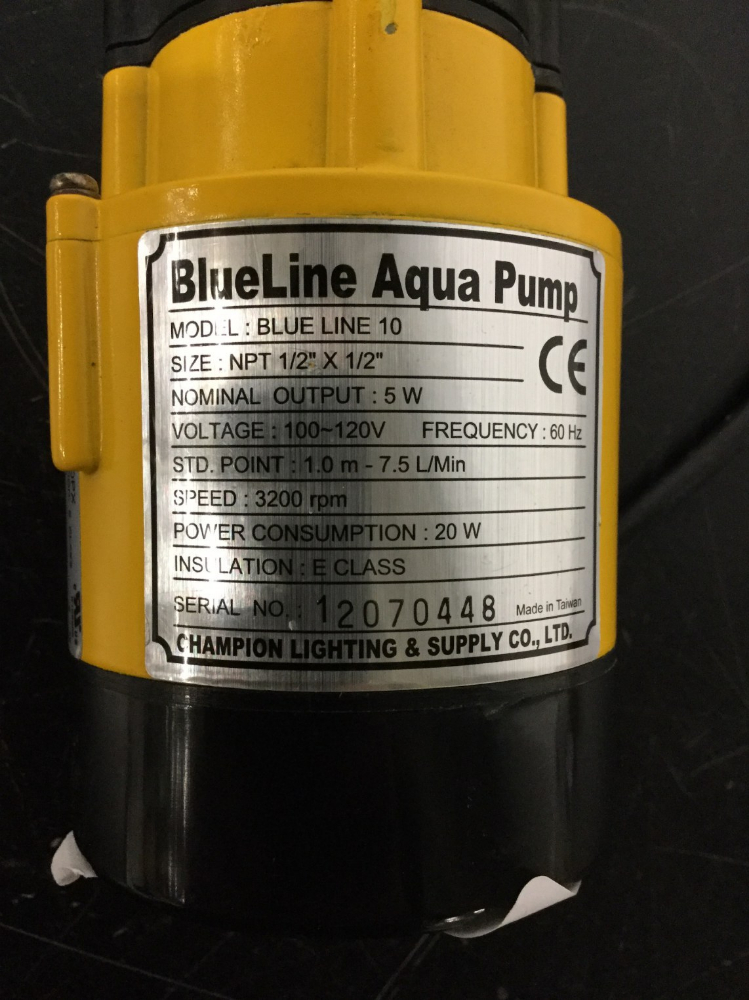 BlueLine Aqua Pump
MODEL : BLUE LINE 10
CE
SIZE : NPT 1/2" X 1/2"
NOMINAL OUTPUT : 5 W
VOLTAGE : 100~120V FREQUENCY : 60 Hz
STD. POINT : 1.0 m - 7.5 L/Min
SPEED : 3200 rpm
POWER CONSUMPTION : 20 W
INSULATION : E CLASS
SERIAL NO. : 12070448 Made in Taiwan
CHAMPION LIGHTING & SUPPLY CO., LTD.